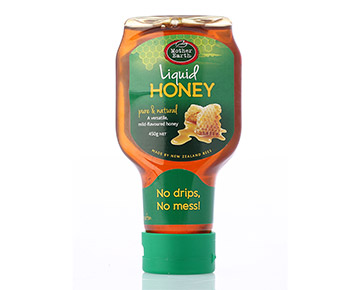 Mother
Earth
Liquid
HONEY
pure & natural
A versatile,
mild-flavoured honey
450g NET
MADE BY NEW ZEALAND BEES
No drips,
No mess!